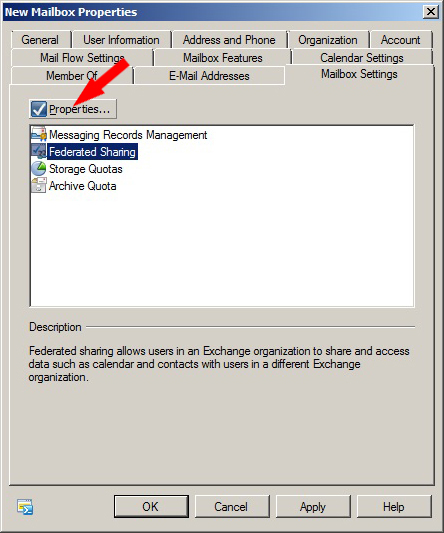 New Mailbox Properties
General User Information Address and Phone Organization Account
Mail Flow Settings Mailbox Features Calendar Settings
Member Of E-Mail Addresses Mailbox Settings
Properties...
Messaging Records Management
Federated Sharing
Storage Quotas
Archive Quota
Description
Federated sharing allows users in an Exchange organization to share and access
data such as calendar and contacts with users in a different Exchange
organization.
OK Cancel Apply Help